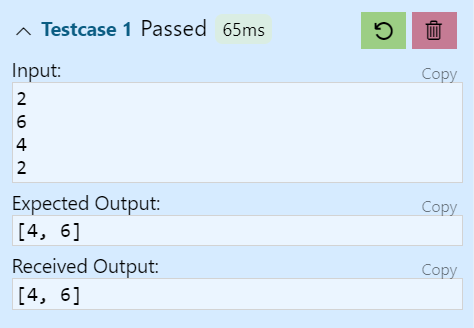 Testcase 1 Passed 65ms
Input:
Copy
2
6
4
2
Expected Output:
Copy
[4, 6]
Received Output:
Copy
[4, 6]